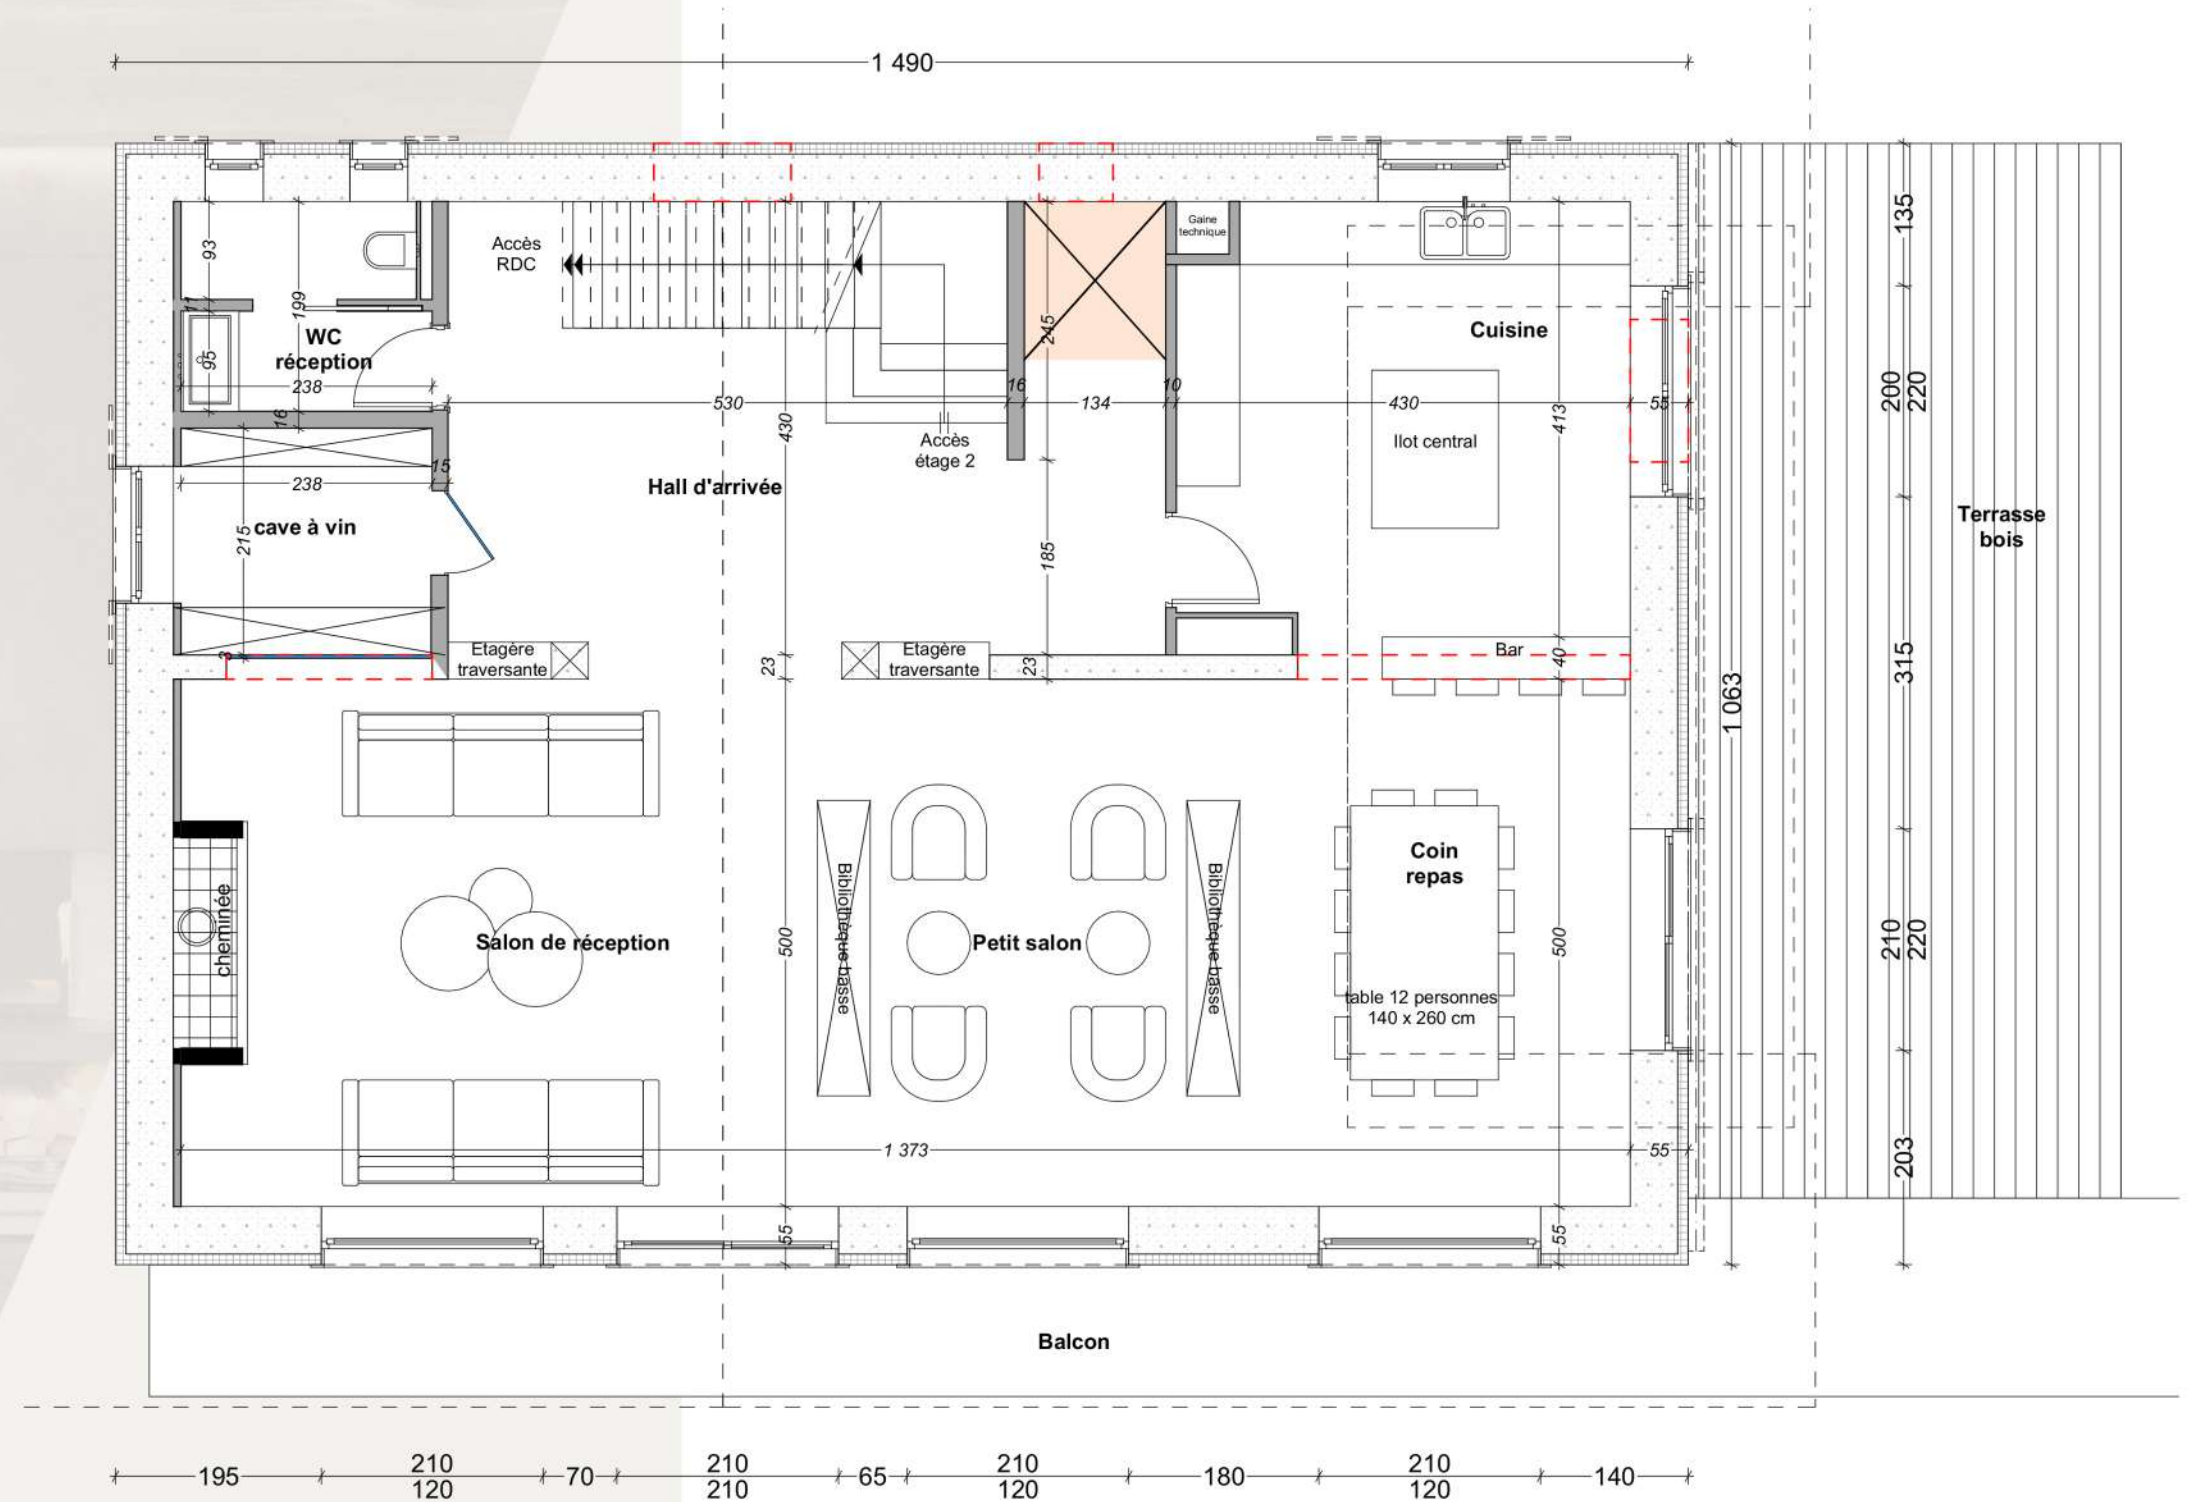 1 490
135
Gaine
technique
Accès
RDC
93
11
199
245
WC
réception
95
238
16
Cuisine
200
220
530
430
16
134
10
430
413
55
Ilot central
Accès
étage 2
15
238
Hall d'arrivée
cave à vin
215
185
Terrasse
bois
3
Etagère
traversante
23
Etagère
traversante
23
Bar
40
315
1 063
cheminée
Salon de réception
500
Bibliothèque basse
Petit salon
Bibliothèque basse
Coin
repas
500
210
220
table 12 personnes
140 x 260 cm
1 373
55
203
55
55
Balcon
195
210
120
70
210
210
65
210
120
180
210
120
140